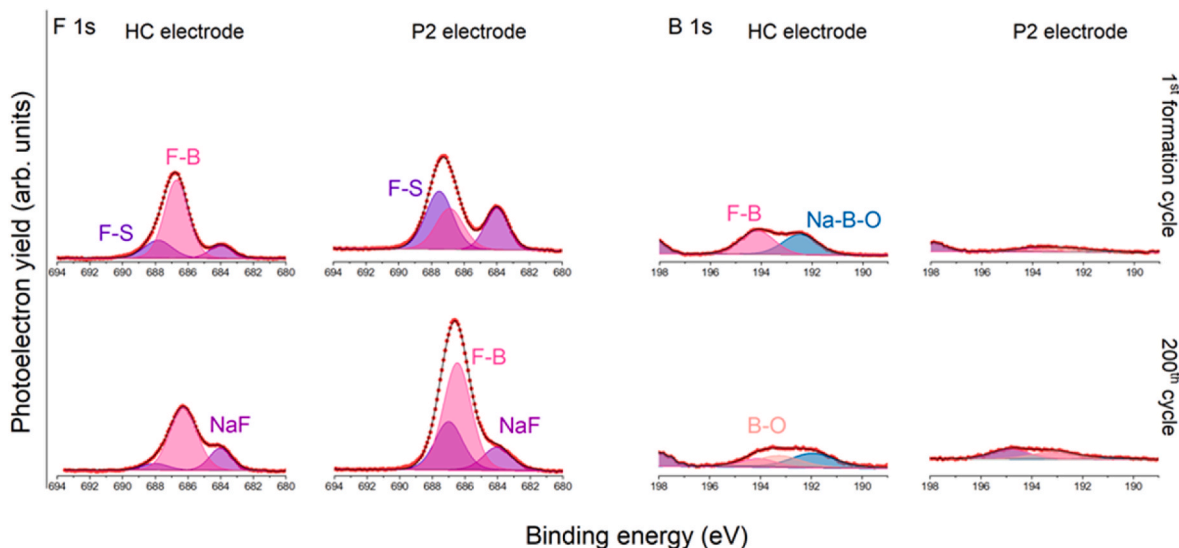 F 1s
HC electrode
P2 electrode
B 1s
HC electrode
P2 electrode
Photoelectron yield (arb. units)
F-B
F-S
694 692 690 688 686 684 682 680
F-S
694 692 690 688 686 684 682 680
F-B
Na-B-O
198 196 194 192 190
198 196 194 192 190
1st formation cycle
NaF
694 692 690 688 686 684 682 680
F-B
NaF
694 692 690 688 686 684 682 680
B-O
198 196 194 192 190
198 196 194 192 190
200th cycle
Binding energy (eV)